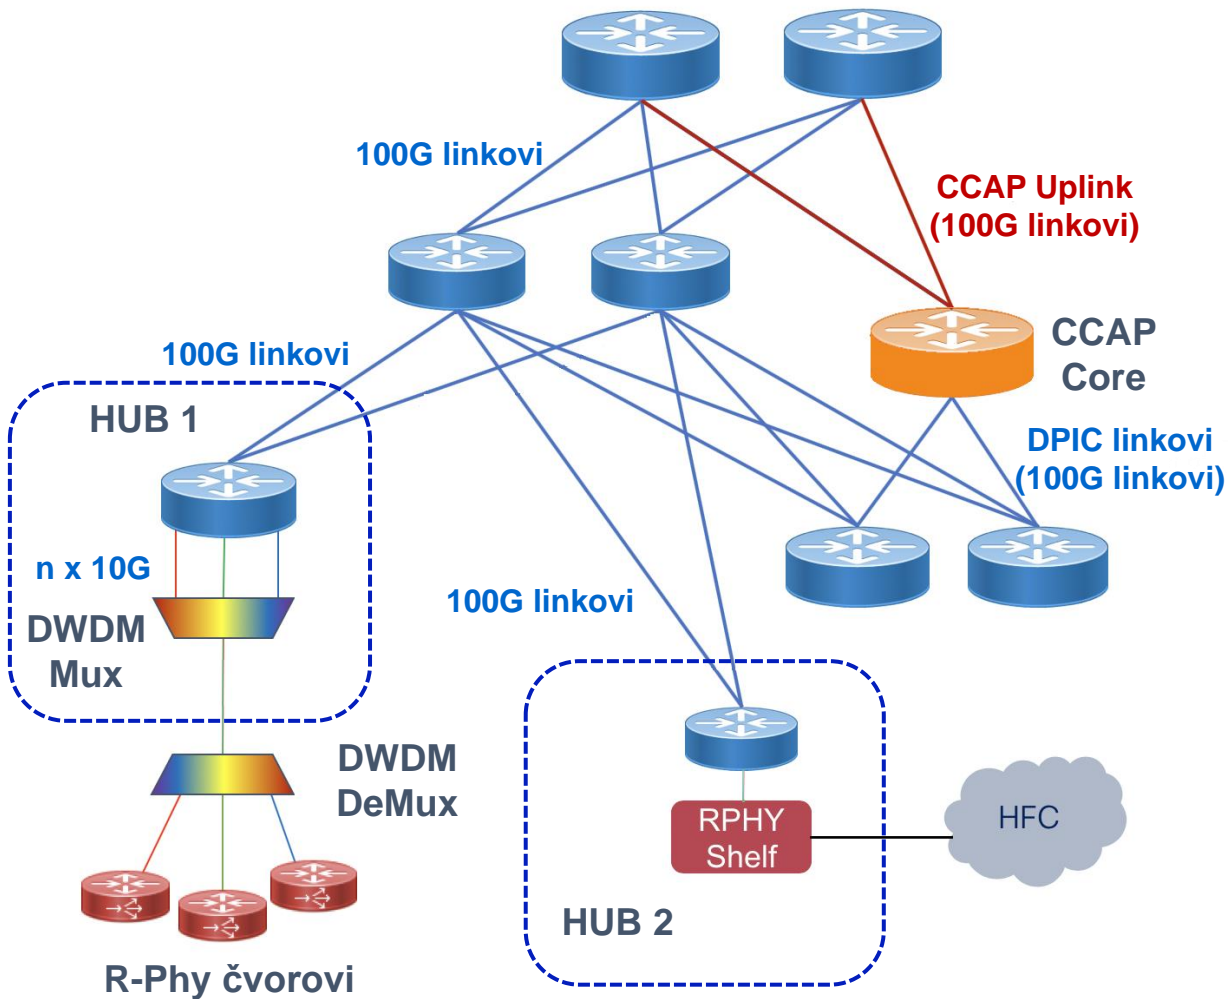 100G linkovi
CCAP Uplink
(100G linkovi)
CCAP
Core
100G linkovi
HUB 1
DPIC linkovi
(100G linkovi)
n x 10G
100G linkovi
DWDM
Mux
DWDM
DeMux
RPHY
Shelf
HFC
HUB 2
R-Phy čvorovi